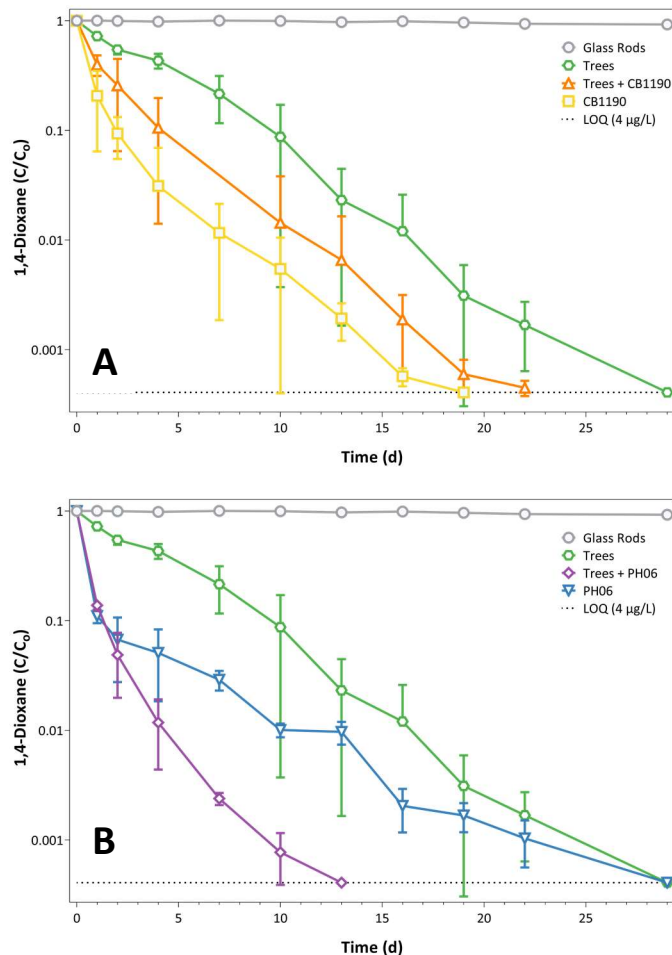 1
0.1
0.01
0.001
1,4-Dioxane (C/Co)
Glass Rods
Trees
Trees + CB1190
CB1190
LOQ (4 µg/L)
A
0 5 10 15 20 25
Time (d)
1
0.1
0.01
0.001
1,4-Dioxane (C/Co)
Glass Rods
Trees
Trees + PH06
PH06
LOQ (4 µg/L)
B
0 5 10 15 20 25
Time (d)